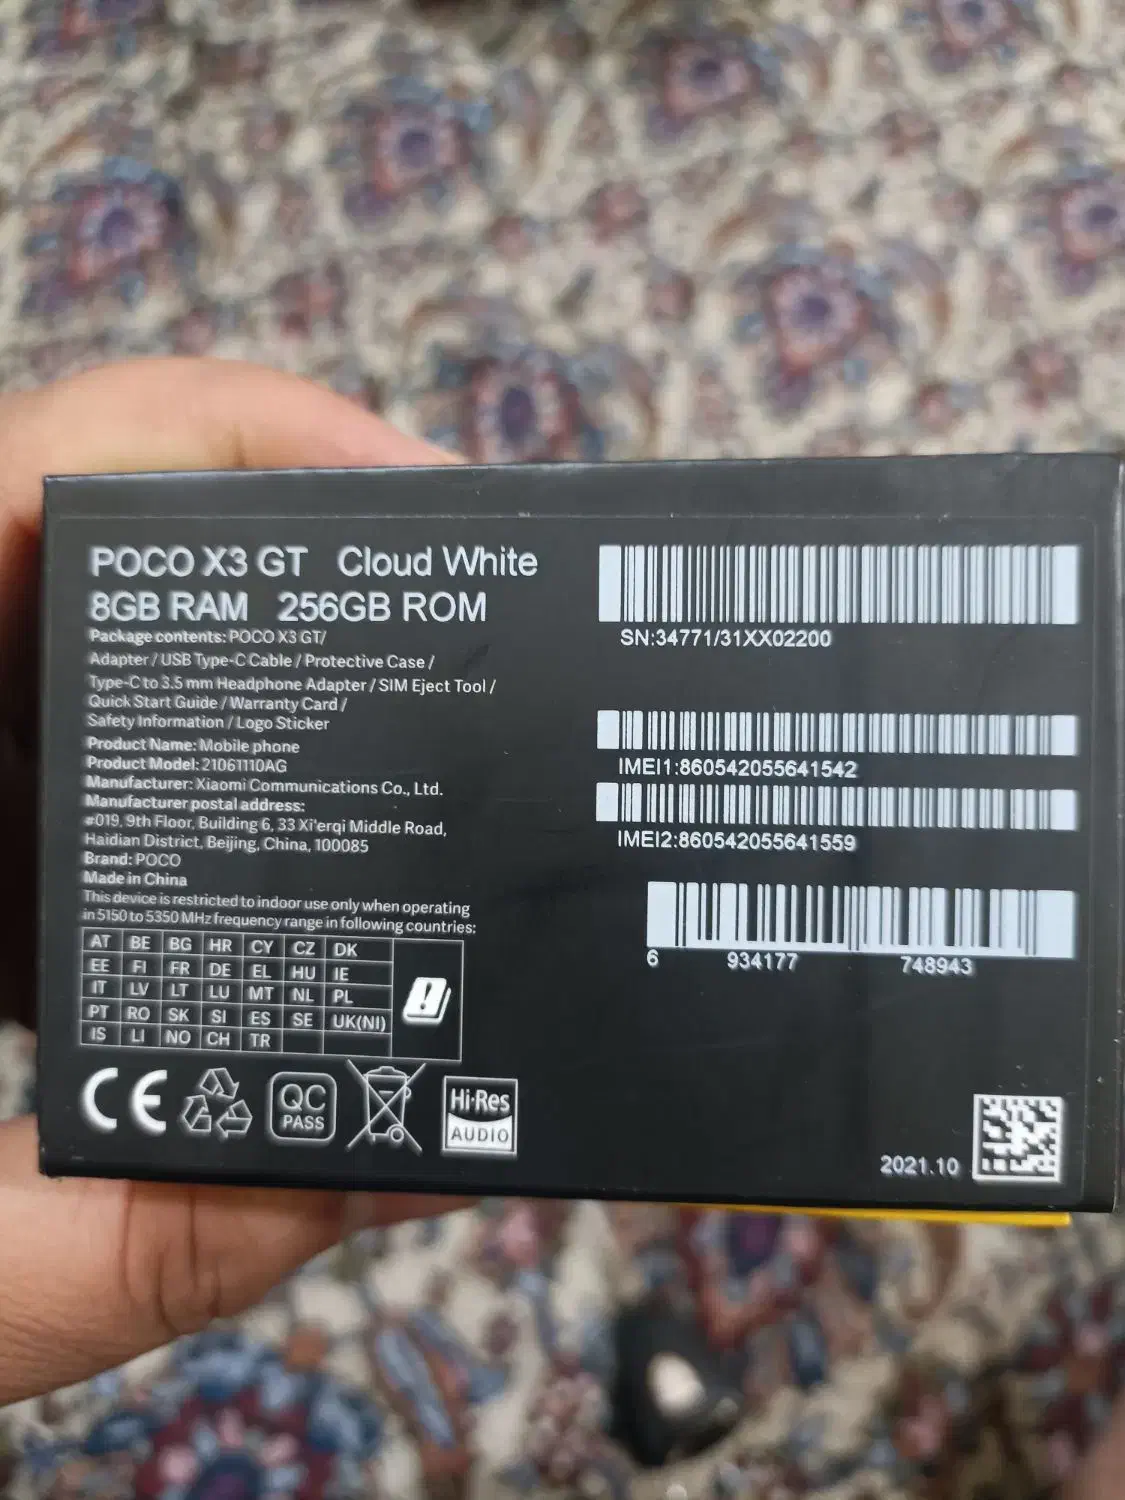 POCO X3 GT Cloud White
8GB RAM 256GB ROM
Package contents: POCO X3 GT/
Adapter / USB Type-C Cable / Protective Case /
Type-C to 3.5 mm Headphone Adapter / SIM Eject Tool /
Quick Start Guide / Warranty Card /
Safety Information / Logo Sticker
Product Name: Mobile phone
Product Model: 21061110AG
Manufacturer: Xiaomi Communications Co., Ltd.
Manufacturer postal address:
#019, 9th Floor, Building 6, 33 Xi'erqi Middle Road,
Haidian District, Beijing, China, 100085
Brand: POCO
Made in China
This device is restricted to indoor use only when operating
in 5150 to 5350 MHz frequency range in following countries:
AT BE BG HR CY CZ DK
EE FI FR DE EL HU IE
IT LV LT LU MT NL PL
PT RO SK SI ES SE UK(NI)
IS LI NO CH TR
CE
QC
PASS
Hi-Res
AUDIO
SN:34771/31XX02200
IMEI1:860542055641542
IMEI2:860542055641559
6 934177 748943
2021.10